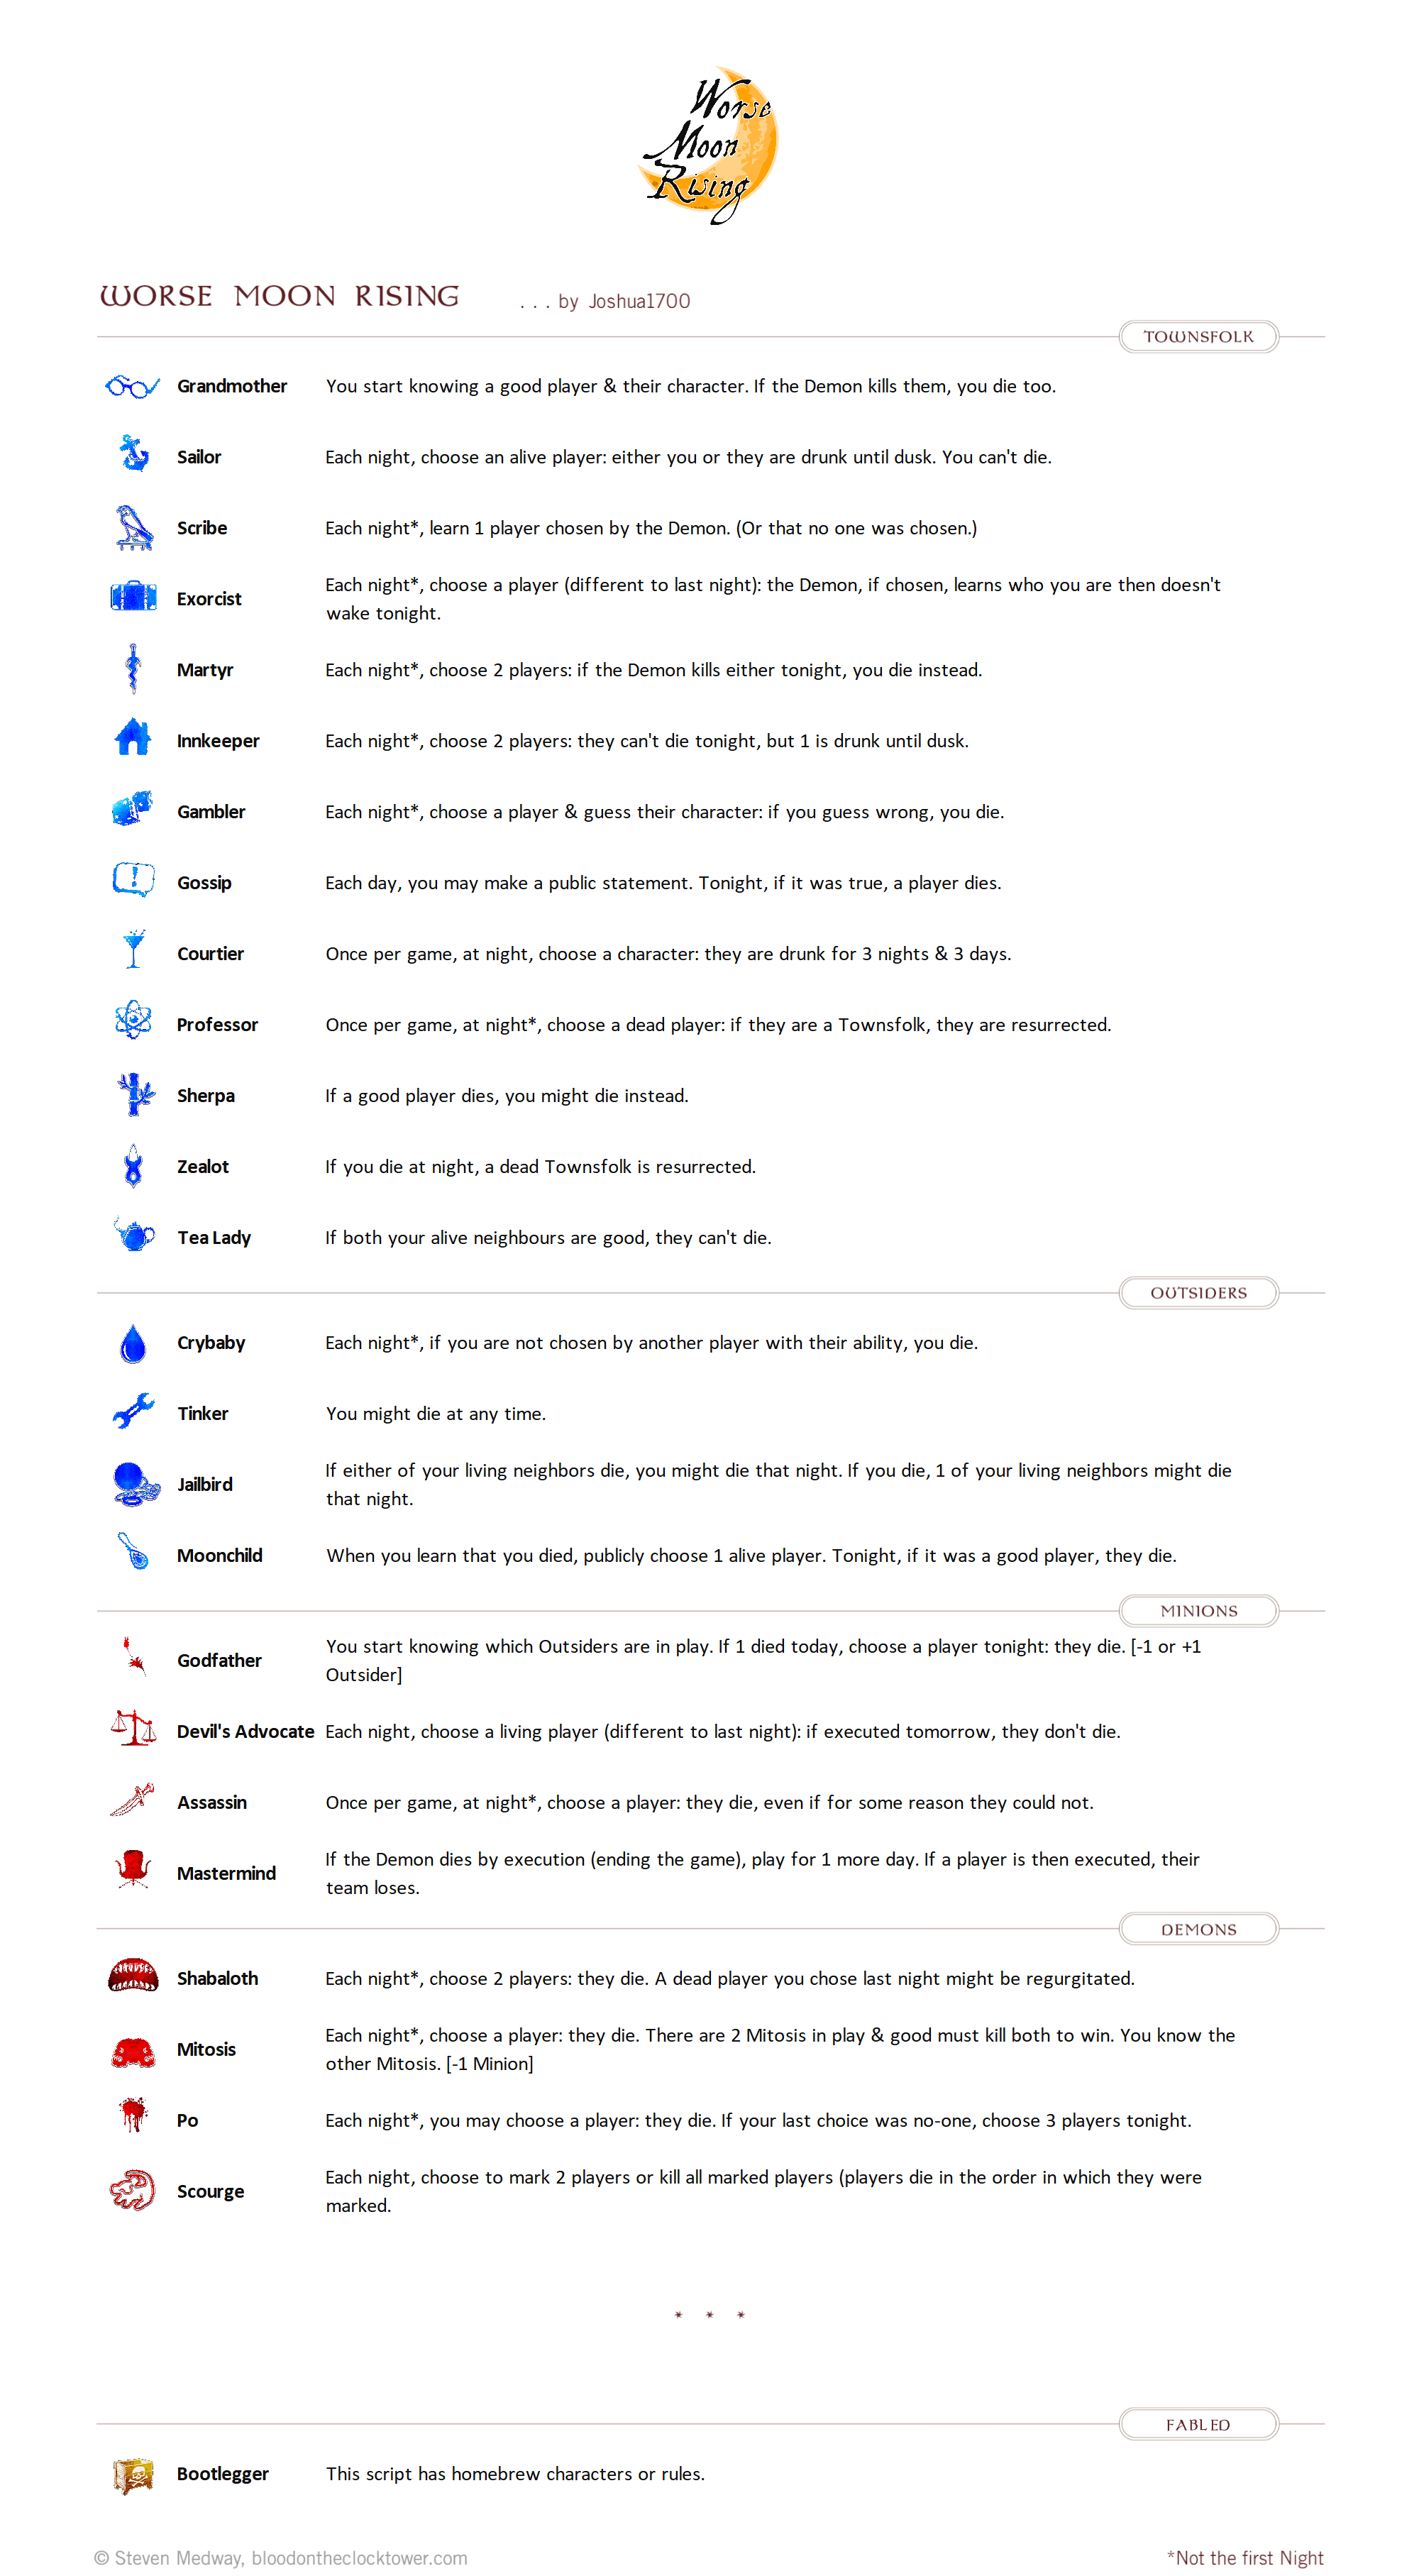 Worse
Moon
Rising
WORSE MOON RISING ... by Joshua1700
TOWNSFOLK
Grandmother You start knowing a good player & their character. If the Demon kills them, you die too.
Sailor Each night, choose an alive player: either you or they are drunk until dusk. You can't die.
Scribe Each night*, learn 1 player chosen by the Demon. (Or that no one was chosen.)
Exorcist Each night*, choose a player (different to last night): the Demon, if chosen, learns who you are then doesn't
wake tonight.
Martyr Each night*, choose 2 players: if the Demon kills either tonight, you die instead.
Innkeeper Each night*, choose 2 players: they can't die tonight, but 1 is drunk until dusk.
Gambler Each night*, choose a player & guess their character: if you guess wrong, you die.
Gossip Each day, you may make a public statement. Tonight, if it was true, a player dies.
Courtier Once per game, at night, choose a character: they are drunk for 3 nights & 3 days.
Professor Once per game, at night*, choose a dead player: if they are a Townsfolk, they are resurrected.
Sherpa If a good player dies, you might die instead.
Zealot If you die at night, a dead Townsfolk is resurrected.
Tea Lady If both your alive neighbours are good, they can't die.
OUTSIDERS
Crybaby Each night*, if you are not chosen by another player with their ability, you die.
Tinker You might die at any time.
Jailbird If either of your living neighbors die, you might die that night. If you die, 1 of your living neighbors might die
that night.
Moonchild When you learn that you died, publicly choose 1 alive player. Tonight, if it was a good player, they die.
MINIONS
Godfather You start knowing which Outsiders are in play. If 1 died today, choose a player tonight: they die. [-1 or +1
Outsider]
Devil's Advocate Each night, choose a living player (different to last night): if executed tomorrow, they don't die.
Assassin Once per game, at night*, choose a player: they die, even if for some reason they could not.
Mastermind If the Demon dies by execution (ending the game), play for 1 more day. If a player is then executed, their
team loses.
DEMONS
Shabaloth Each night*, choose 2 players: they die. A dead player you chose last night might be regurgitated.
Mitosis Each night*, choose a player: they die. There are 2 Mitosis in play & good must kill both to win. You know the
other Mitosis. [-1 Minion]
Po Each night*, you may choose a player: they die. If your last choice was no-one, choose 3 players tonight.
Scourge Each night, choose to mark 2 players or kill all marked players (players die in the order in which they were
marked.
* * *
FABLED
Bootlegger This script has homebrew characters or rules.
© Steven Medway, bloodontheclocktower.com *Not the first Night